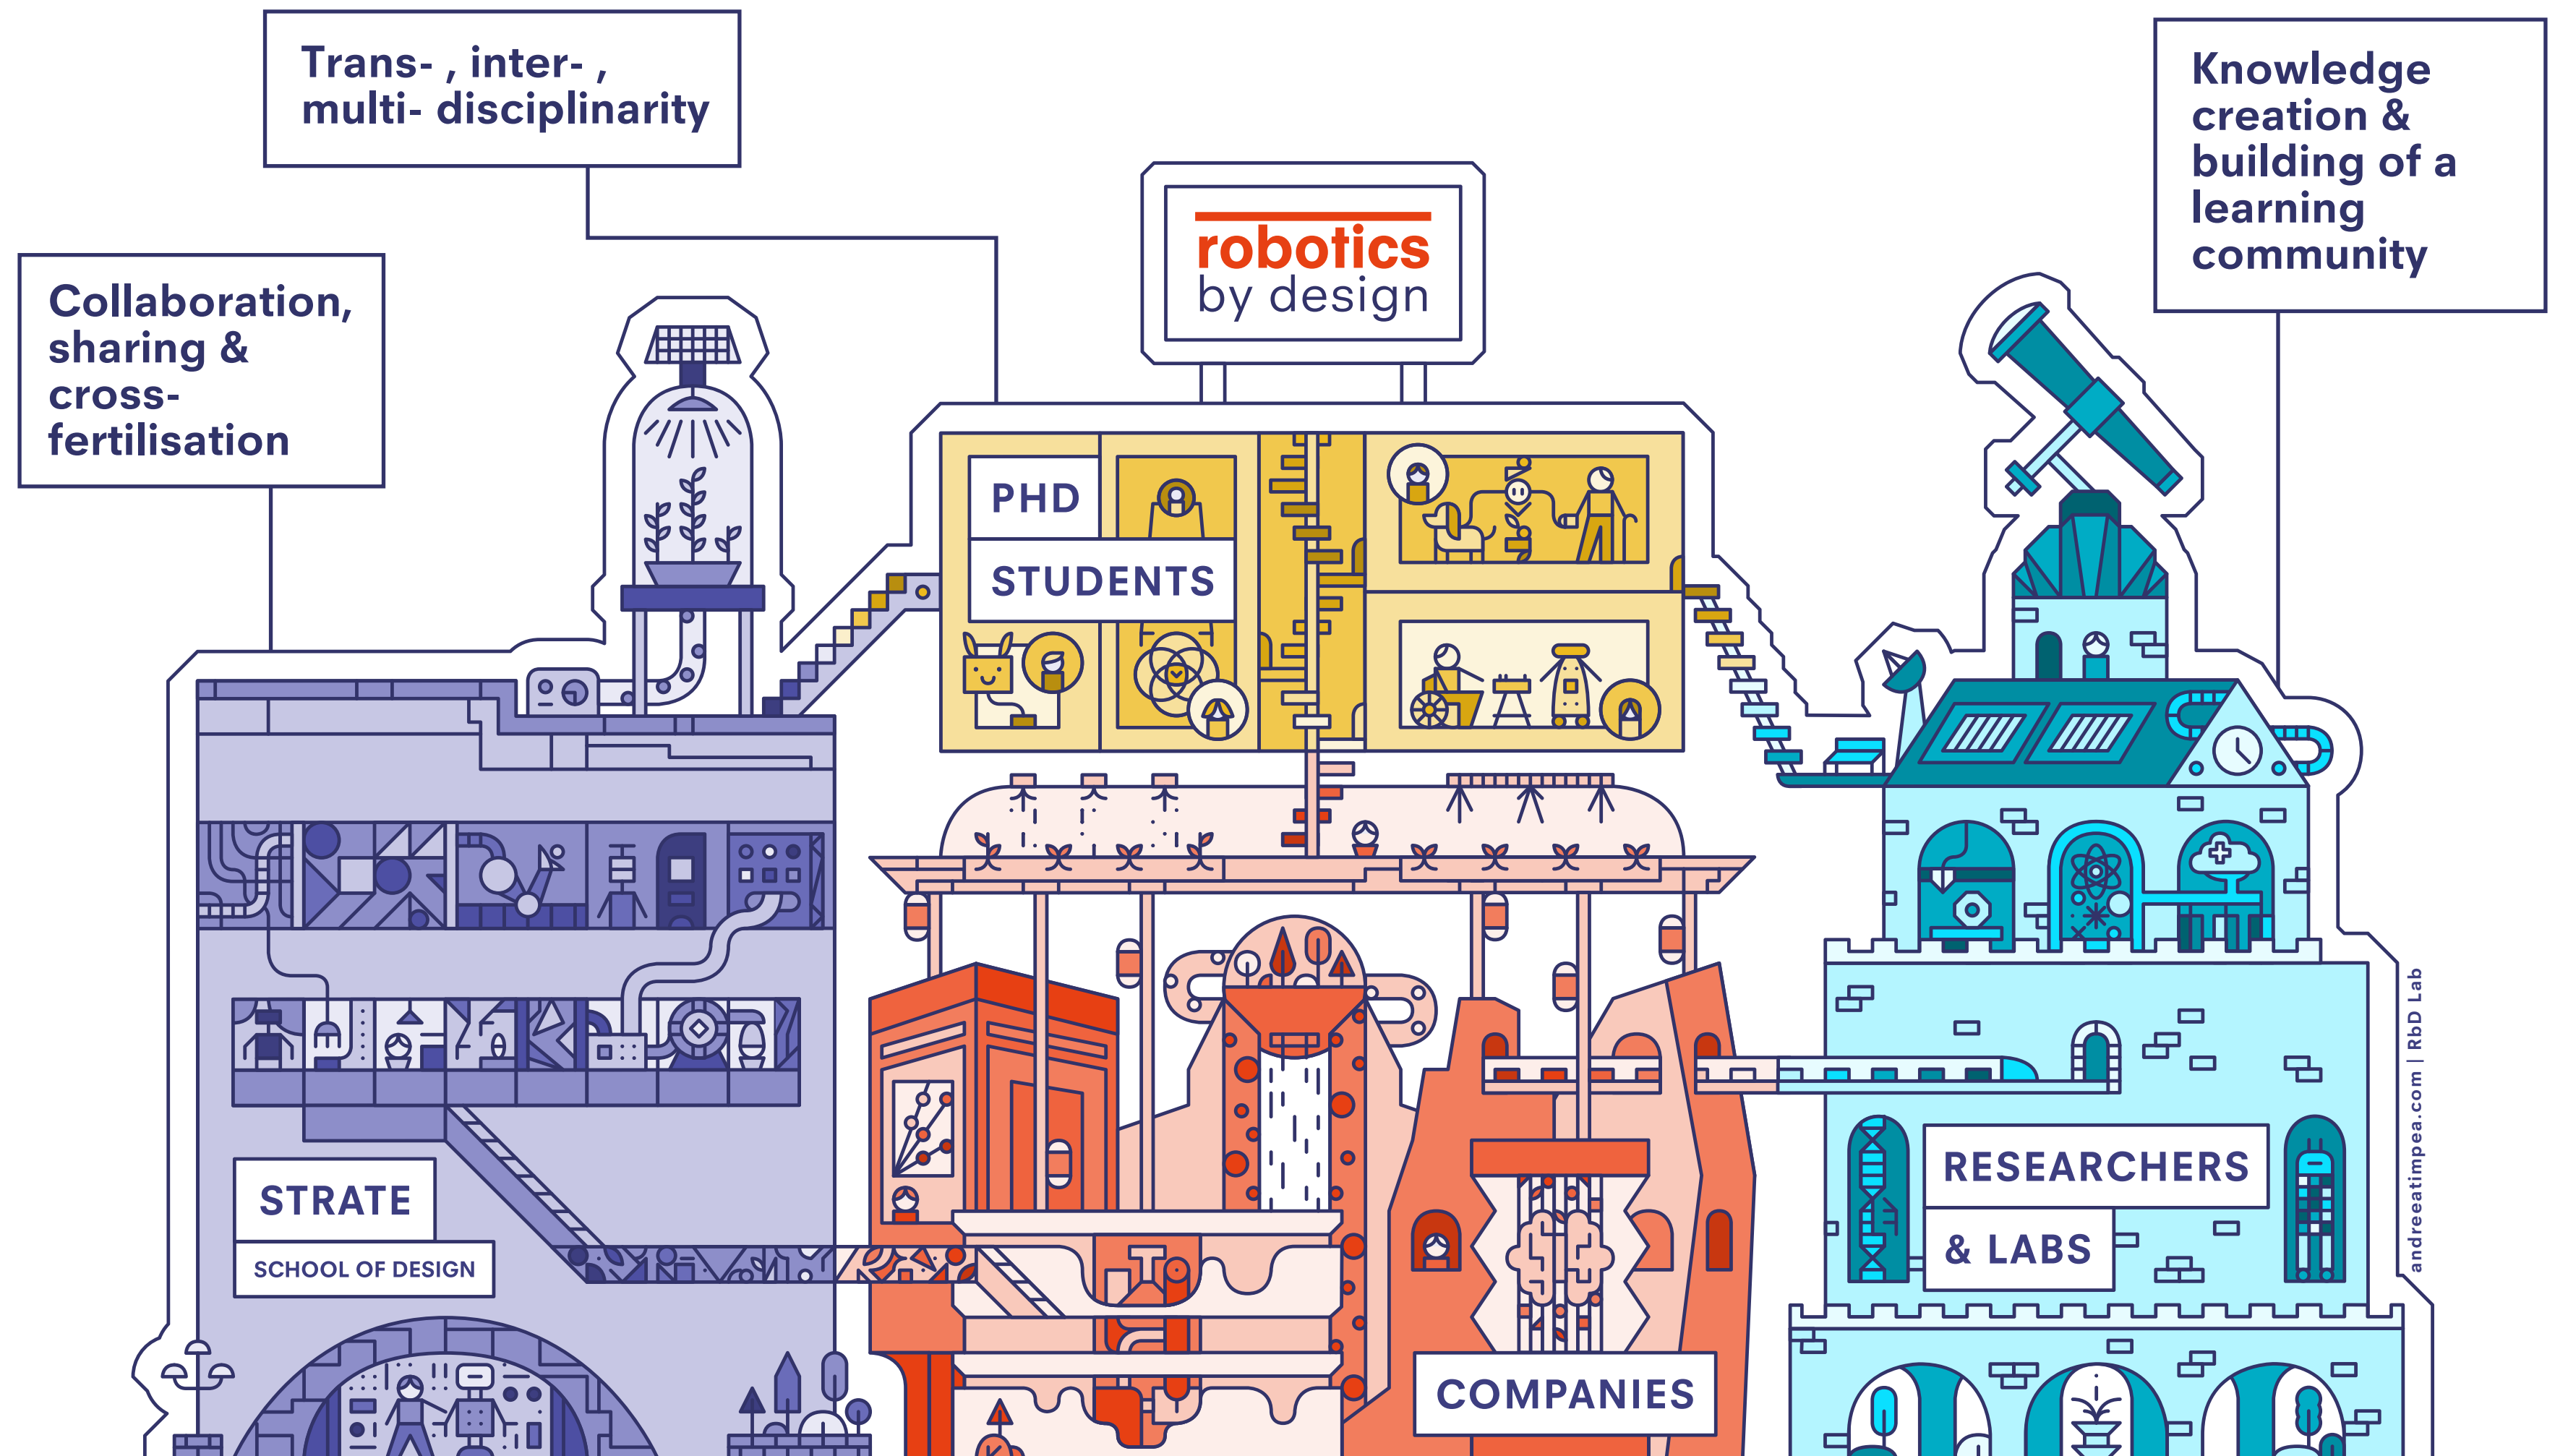 Trans- , inter- ,
multi- disciplinarity
Knowledge
creation &
building of a
learning
community
robotics
by design
Collaboration,
sharing &
cross-
fertilisation
PHD
STUDENTS
STRATE
SCHOOL OF DESIGN
RESEARCHERS
& LABS
COMPANIES
andreeatimpea.com | RbD Lab